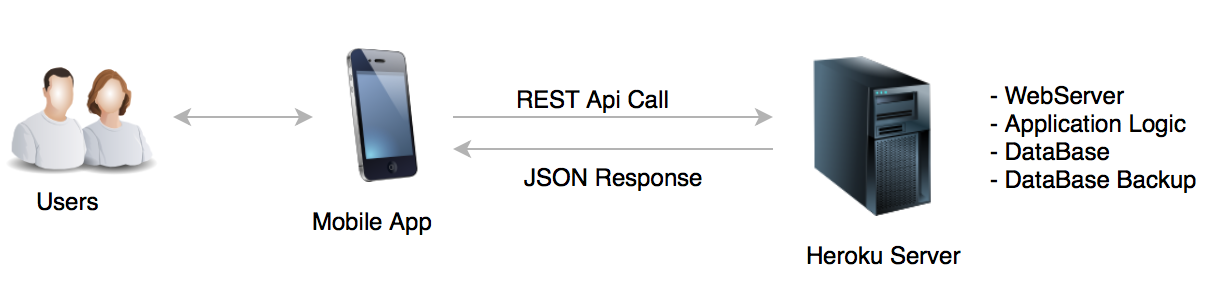 Users
Mobile App
REST Api Call
JSON Response
Heroku Server
- WebServer
- Application Logic
- DataBase
- DataBase Backup